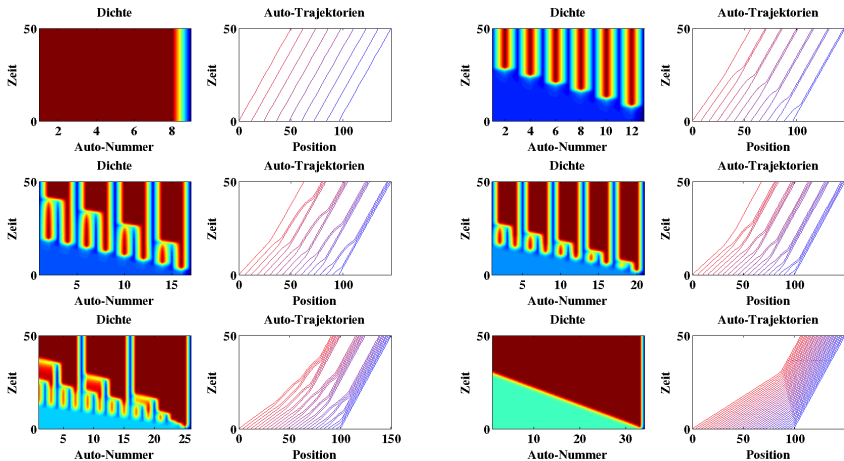 Dichte
Auto-Trajektorien
Dichte
Auto-Trajektorien
50
50
50
50
Zeit
Zeit
Zeit
Zeit
0
0
0
0
2 4 6 8
0 50 100
2 4 6 8 10 12
0 50 100
Auto-Nummer
Position
Auto-Nummer
Position
Dichte
Auto-Trajektorien
Dichte
Auto-Trajektorien
50
50
50
50
Zeit
Zeit
Zeit
Zeit
0
0
0
0
5 10 15
0 50 100 150
5 10 15 20
0 50 100
Auto-Nummer
Position
Auto-Nummer
Position
Dichte
Auto-Trajektorien
Dichte
Auto-Trajektorien
50
50
50
50
Zeit
Zeit
Zeit
Zeit
0
0
0
0
5 10 15 20 25
0 50 100 150
10 20 30
0 50 100
Auto-Nummer
Position
Auto-Nummer
Position